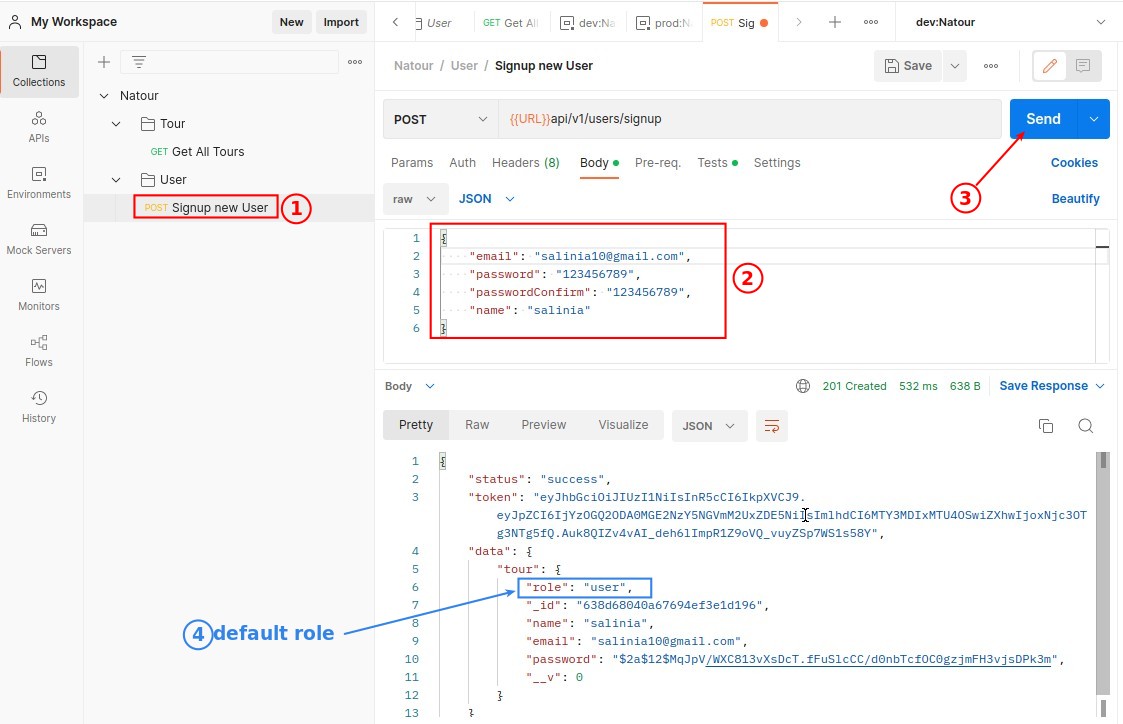 My Workspace
New
Import
User
GET Get All
dev:Na
prod:N
POST Sig
dev:Natour
Collections
APIs
Environments
Mock Servers
Monitors
Flows
History
Natour
Tour
GET Get All Tours
User
POST Signup new User
1
Natour / User / Signup new User
Save
POST
{{URL}}api/v1/users/signup
Send
Params
Auth
Headers (8)
Body
Pre-req.
Tests
Settings
Cookies
raw
JSON
Beautify
3
1 {
2 "email": "salinia10@gmail.com",
3 "password": "123456789",
4 "passwordConfirm": "123456789",
5 "name": "salinia"
6 }
2
Body
201 Created
532 ms
638 B
Save Response
Pretty
Raw
Preview
Visualize
JSON
1 {
2 "status": "success",
3 "token": "eyJhbGciOiJIUzI1NiIsInR5cCI6IkpXVCJ9.
eyJpZCI6IjYzOGQ2ODA0MGE2NzY5NGVmM2UxZDE5NiIsImlhdCI6MTY3MDIxMTU4OSwiZXhwIjoxNjc3OT
g3NTg5fQ.Auk8QIZv4vAI_deh6lImpR1Z9oVQ_vuyZSp7WS1s58Y",
4 "data": {
5 "tour": {
6 "role": "user",
7 "_id": "638d68040a67694ef3e1d196",
8 "name": "salinia",
9 "email": "salinia10@gmail.com",
10 "password": "$2a$12$MqJpV/WXC813vXsDcT.fFuSlcCC/d0nbTcfOC0gzjmFH3vjsDPk3m",
11 "__v": 0
12 }
13 }
4 default role